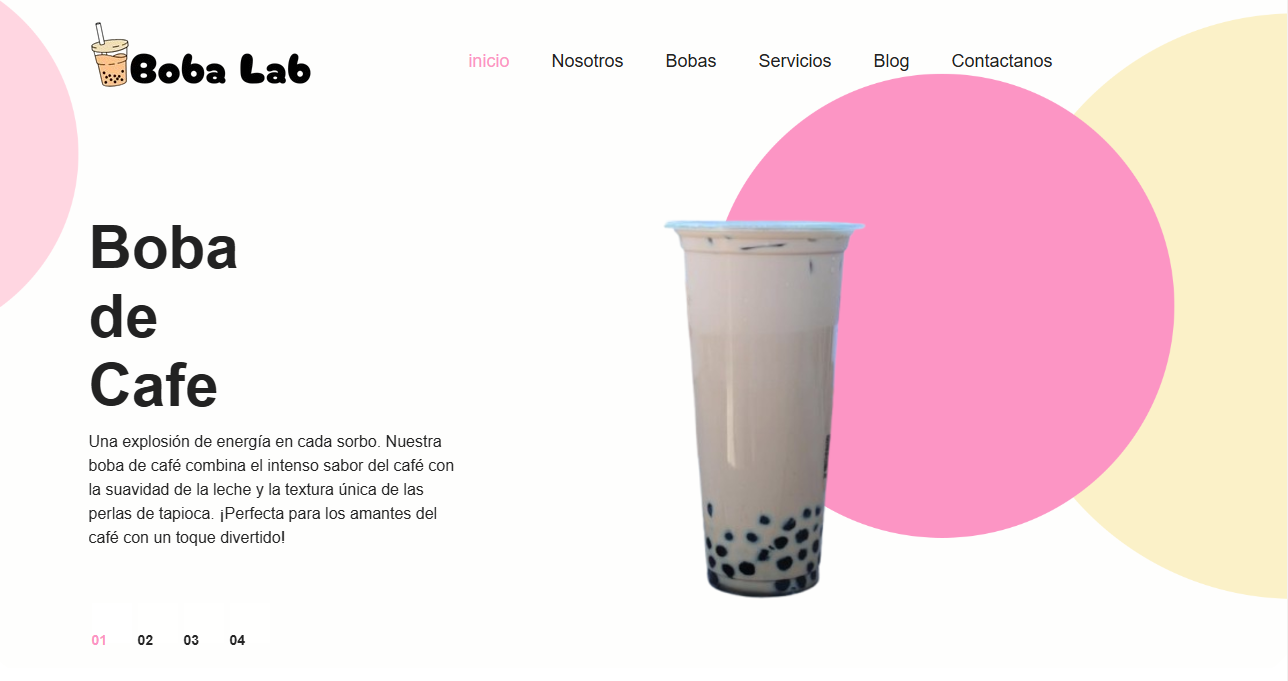 Boba Lab
inicio Nosotros Bobas Servicios Blog Contactanos
Boba
de
Cafe
Una explosión de energía en cada sorbo. Nuestra
boba de café combina el intenso sabor del café con
la suavidad de la leche y la textura única de las
perlas de tapioca. ¡Perfecta para los amantes del
café con un toque divertido!
01 02 03 04